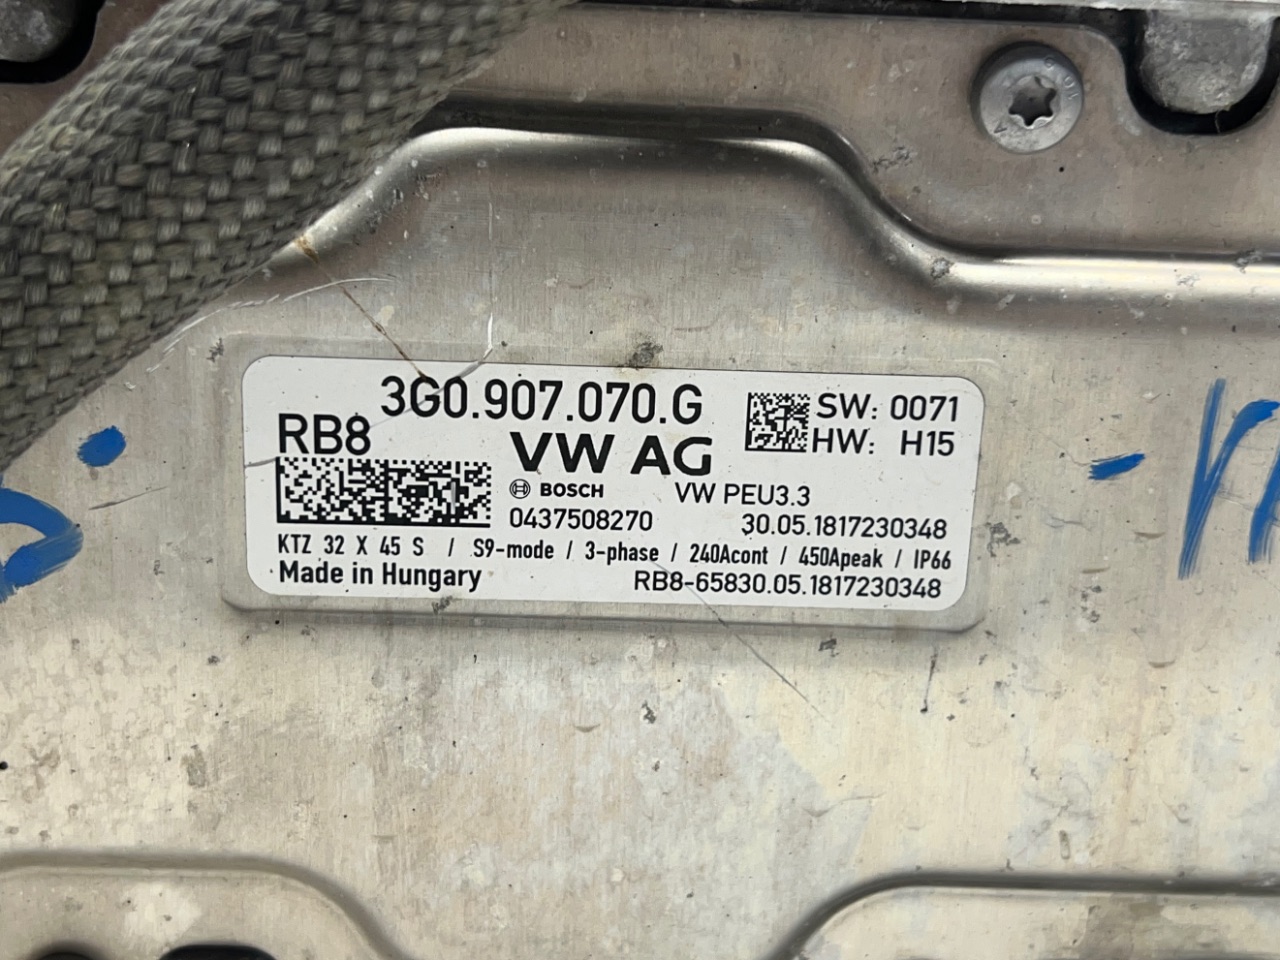 3G0.907.070.G
RB8
VW AG
SW: 0071
HW: H15
BOSCH
VW PEU3.3
0437508270
30.05.1817230348
KTZ 32 X 45 S / S9-mode / 3-phase / 240Acont / 450Apeak / IP66
Made in Hungary
RB8-65830.05.1817230348